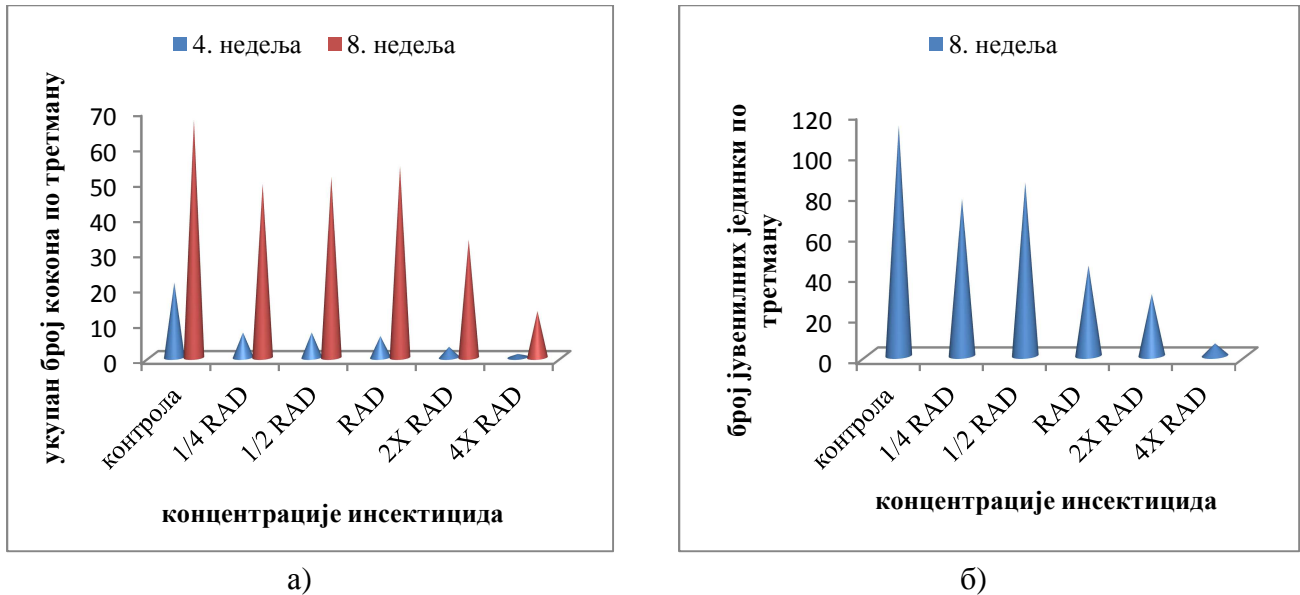 4. недеља 8. недеља
укупан број кокона по третману
70
60
50
40
30
20
10
0
контрола
1/4 RAD
1/2 RAD
RAD
2X RAD
4X RAD
концентрације инсектицида
а)
8. недеља
број јувенилних јединки по
третману
120
100
80
60
40
20
0
контрола
1/4 RAD
1/2 RAD
RAD
2X RAD
4X RAD
концентрације инсектицида
б)